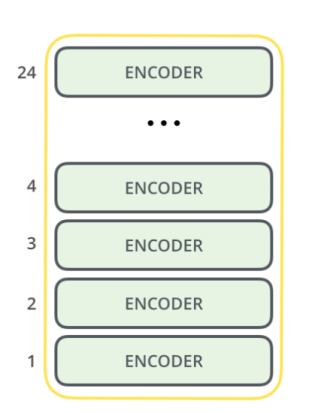 24 ENCODER
...
4 ENCODER
3 ENCODER
2 ENCODER
1 ENCODER